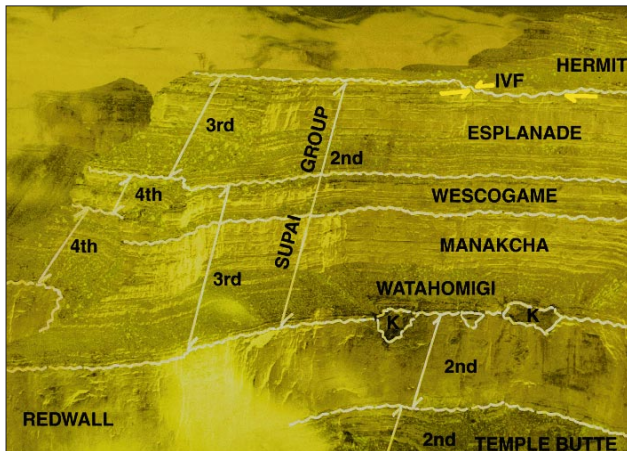 HERMIT
IVF
3rd
GROUP
ESPLANADE
2nd
4th
WESCOGAME
4th
SUPAI
MANAKCHA
3rd
WATAHOMIGI
K
K
2nd
REDWALL
2nd
TEMPLE BUTTE